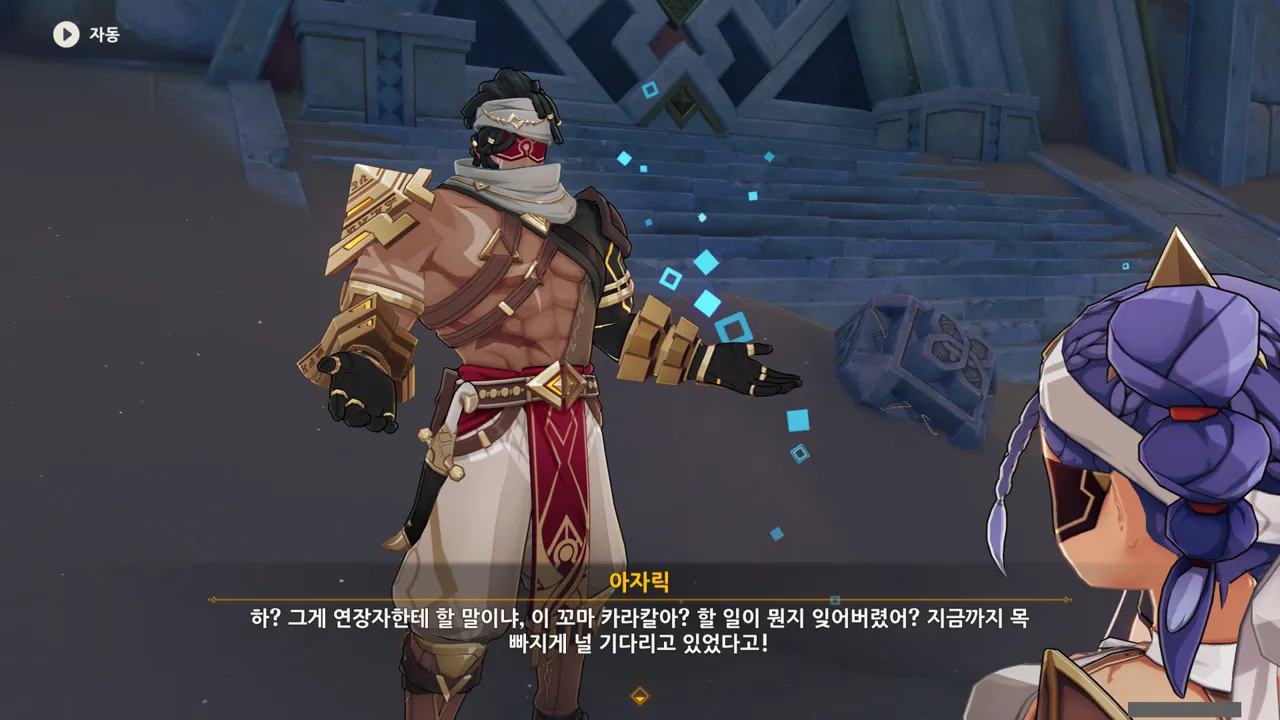 자동
아자릭
하? 그게 연장자한테 할 말이냐, 이 꼬마 카라칼아? 할 일이 뭔지 잊어버렸어? 지금까지 목
빠지게 널 기다리고 있었다고!